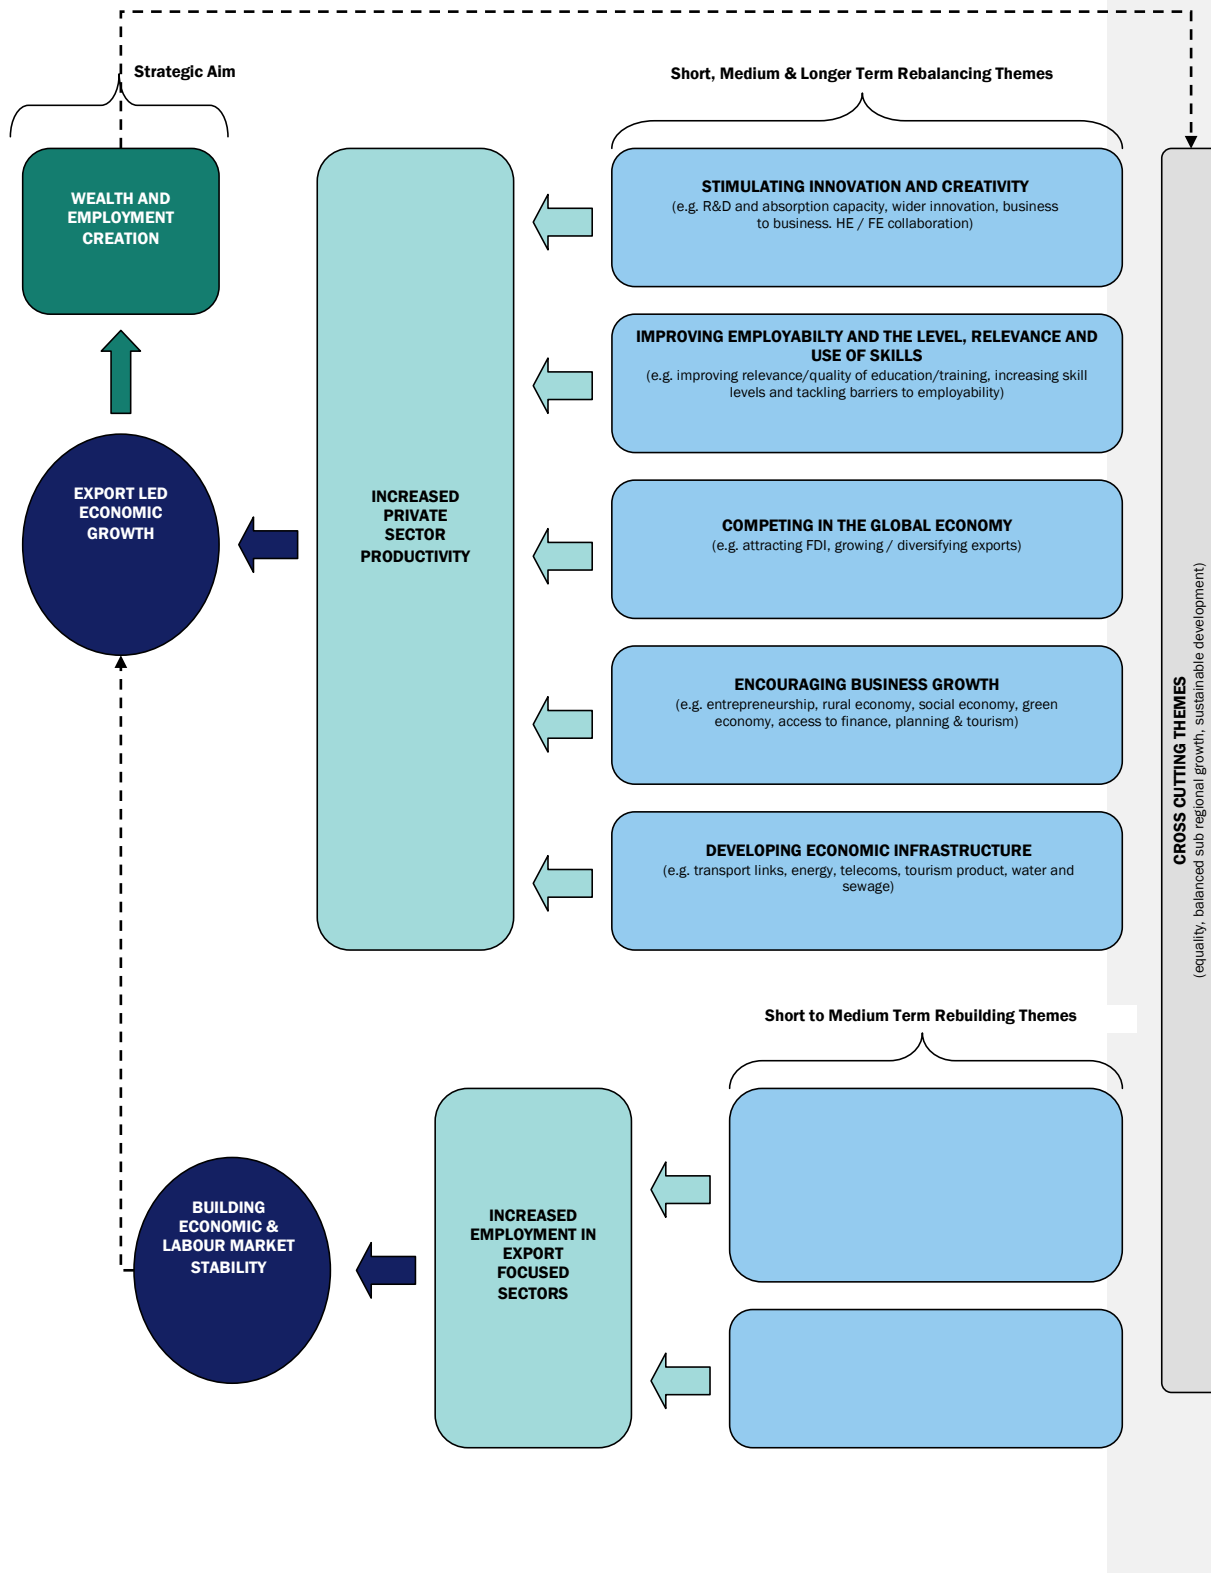 Strategic Aim
Short, Medium & Longer Term Rebalancing Themes
WEALTH AND
EMPLOYMENT
CREATION
STIMULATING INNOVATION AND CREATIVITY
(e.g. R&D and absorption capacity, wider innovation, business
to business. HE / FE collaboration)
IMPROVING EMPLOYABILTY AND THE LEVEL, RELEVANCE AND
USE OF SKILLS
(e.g. improving relevance/quality of education/training, increasing skill
levels and tackling barriers to employability)
EXPORT LED
ECONOMIC
GROWTH
INCREASED
PRIVATE
SECTOR
PRODUCTIVITY
COMPETING IN THE GLOBAL ECONOMY
(e.g. attracting FDI, growing / diversifying exports)
ENCOURAGING BUSINESS GROWTH
(e.g. entrepreneurship, rural economy, social economy, green
economy, access to finance, planning & tourism)
DEVELOPING ECONOMIC INFRASTRUCTURE
(e.g. transport links, energy, telecoms, tourism product, water and
sewage)
CROSS CUTTING THEMES
(equality, balanced sub regional growth, sustainable development)
Short to Medium Term Rebuilding Themes
BUILDING
ECONOMIC &
LABOUR MARKET
STABILITY
INCREASED
EMPLOYMENT IN
EXPORT
FOCUSED
SECTORS